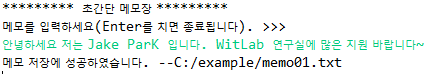 ********* 초간단 메모장 *********
메모를 입력하세요(Enter를 치면 종료됩니다). >>>
안녕하세요 저는 Jake ParK 입니다. WitLab 연구실에 많은 지원 바랍니다~
메모 저장에 성공하였습니다. --C:/example/memo01.txt